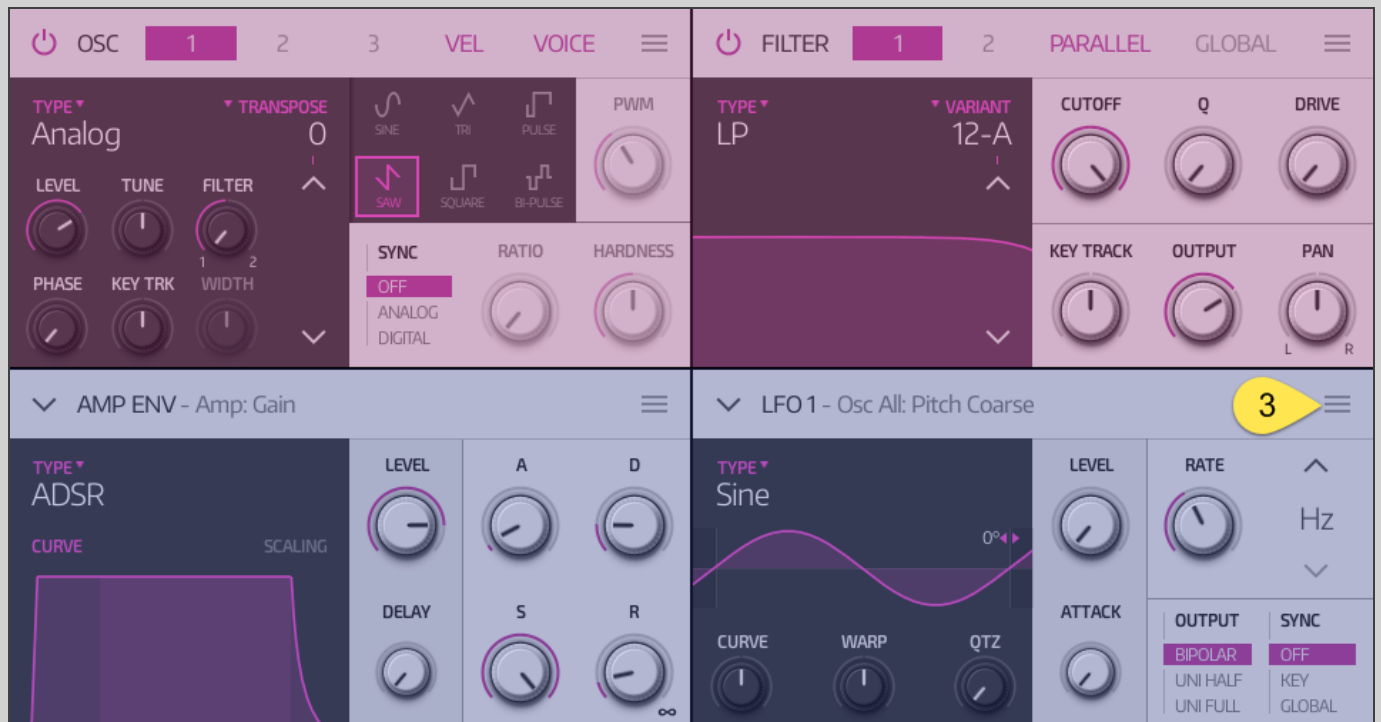 OSC 1 2 3 VEL VOICE
TYPE TRANSPOSE
Analog 0
LEVEL TUNE FILTER
1 2
PHASE KEY TRK WIDTH
SINE TRI PULSE
SAW SQUARE BI-PULSE
PWM
SYNC RATIO HARDNESS
OFF
ANALOG
DIGITAL
FILTER 1 2 PARALLEL GLOBAL
TYPE VARIANT
LP 12-A
CUTOFF Q DRIVE
KEY TRACK OUTPUT PAN
L R
AMP ENV - Amp: Gain
TYPE
ADSR
CURVE SCALING
LEVEL A D
DELAY S R
∞
LFO 1 - Osc All: Pitch Coarse
3
TYPE
Sine
0°
CURVE WARP QTZ
LEVEL RATE
Hz
ATTACK
OUTPUT SYNC
BIPOLAR OFF
UNI HALF KEY
UNI FULL GLOBAL